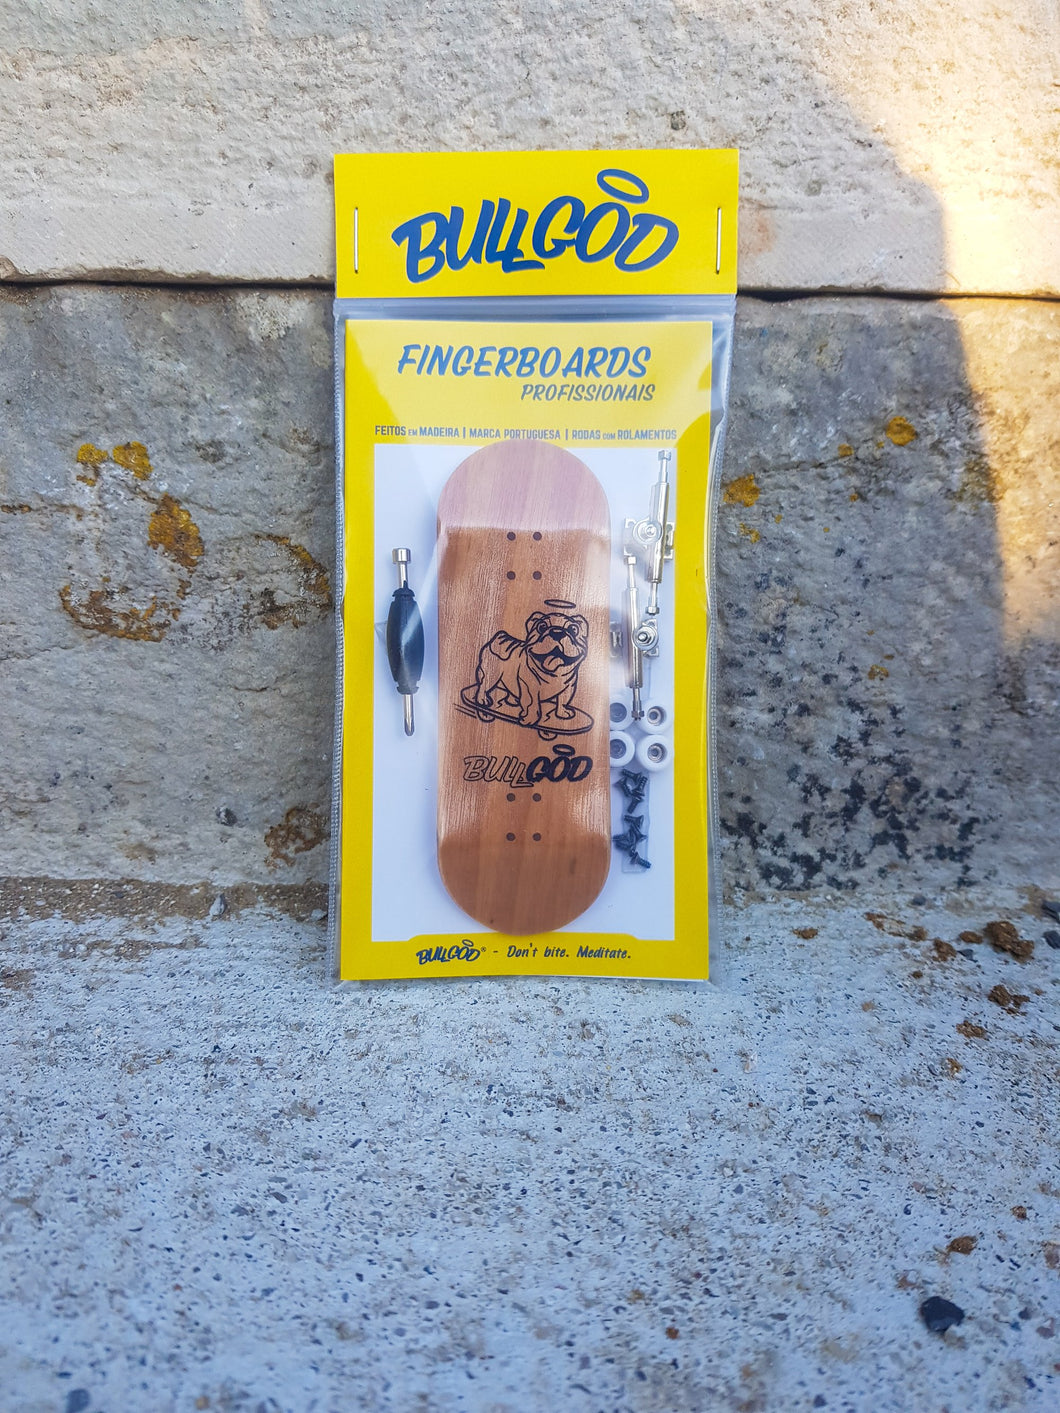 BULLGOD
FINGERBOARDS
PROFISSIONAIS
FEITOS EM MADEIRA | MARCA PORTUGUESA | RODAS COM ROLAMENTOS
BULLGOD
BULLGOD® - Don't bite. Meditate.